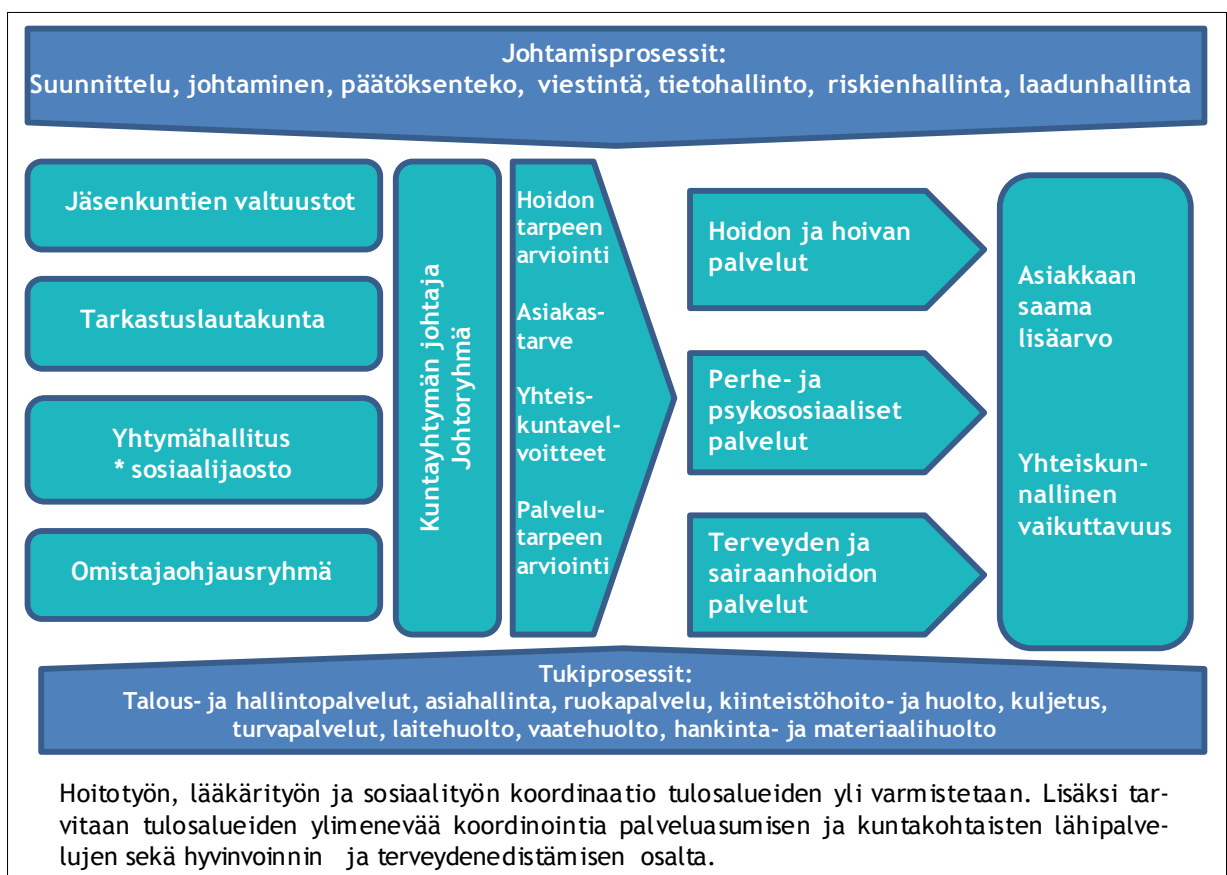 Johtamisprosessit:
Suunnittelu, johtaminen, päätöksenteko, viestintä, tietohallinto, riskienhallinta, laadunhallinta
Jäsenkuntien valtuustot
Tarkastuslautakunta
Yhtymähallitus
* sosiaalijaosto
Omistajaohjausryhmä
Kuntayhtymän johtaja
Johtoryhmä
Hoidon
tarpeen
arviointi
Asiakas-
tarve
Yhteis-
kuntavel-
voitteet
Palvelu-
tarpeen
arviointi
Hoidon ja hoivan
palvelut
Perhe- ja
psykososiaaliset
palvelut
Terveyden ja
sairaanhoidon
palvelut
Asiakkaan
saama
lisäarvo
Yhteiskun-
nallinen
vaikuttavuus
Tukiprosessit:
Talous- ja hallintopalvelut, asiahallinta, ruokapalvelu, kiinteistöhoito- ja huolto, kuljetus,
turvapalvelut, laitehuolto, vaatehuolto, hankinta- ja materiaalihuolto
Hoitotyön, lääkärityön ja sosiaalityön koordinaatio tulosalueiden yli varmistetaan. Lisäksi tar-
vitaan tulosalueiden ylimenevää koordinointia palveluasumisen ja kuntakohtaisten lähipalve-
lujen sekä hyvinvoinnin ja terveydenedistämisen osalta.